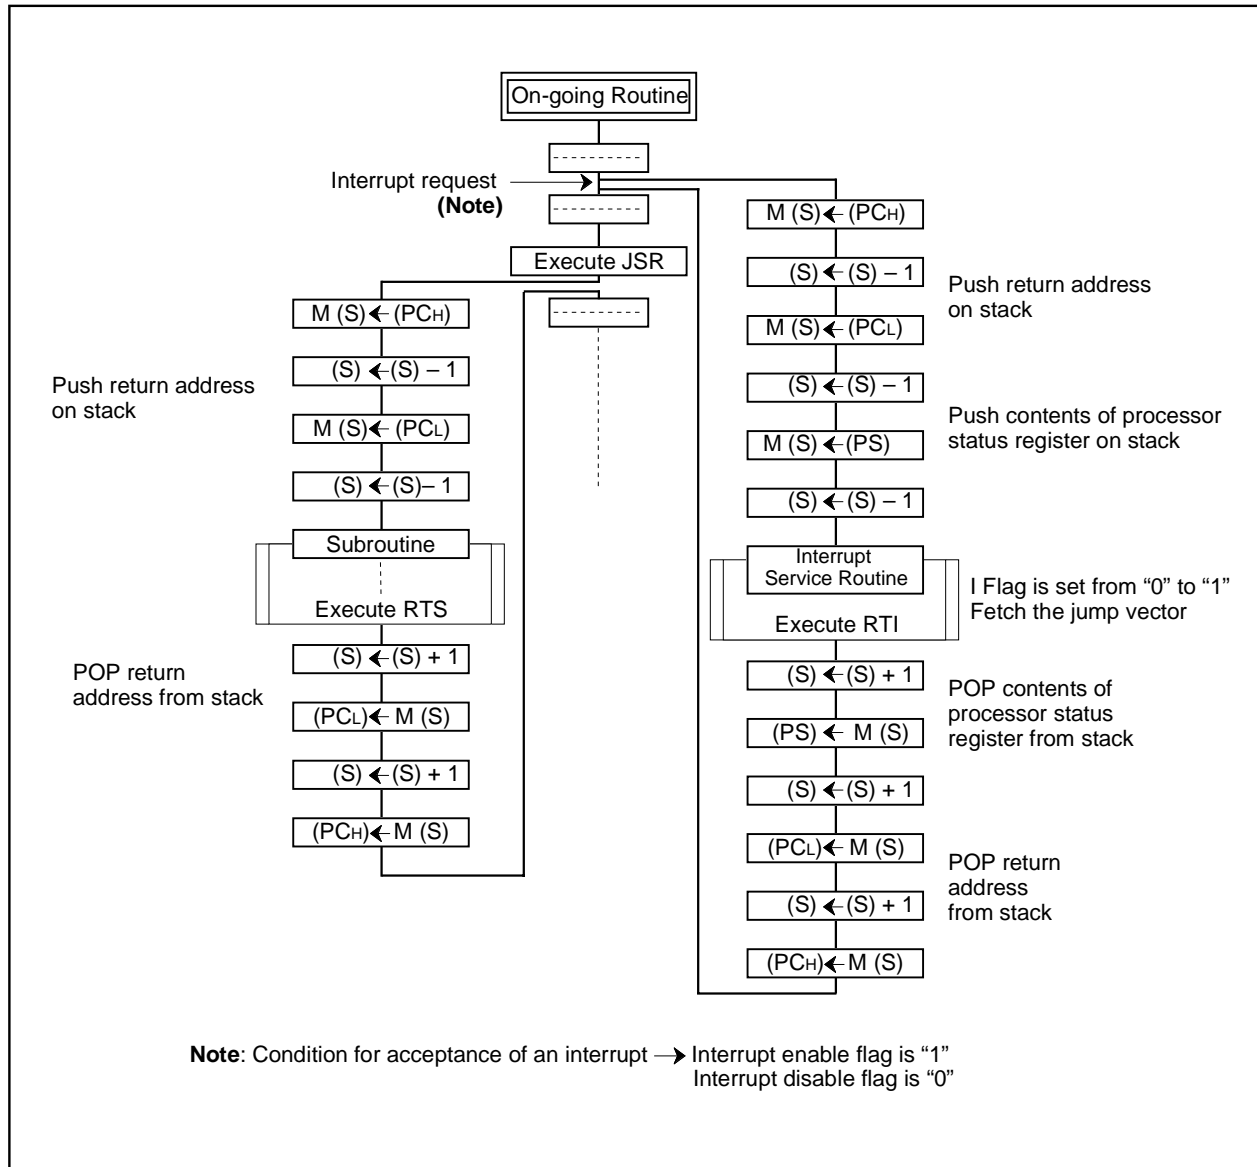 On-going Routine
Interrupt request
(Note)
Execute JSR
M (S) ← (PCH)
(S) ← (S) – 1
M (S) ← (PCL)
(S) ← (S)– 1
Push return address
on stack
Subroutine
Execute RTS
(S) ← (S) + 1
(PCL) ← M (S)
(S) ← (S) + 1
(PCH) ← M (S)
POP return
address from stack
M (S) ← (PCH)
(S) ← (S) – 1
M (S) ← (PCL)
(S) ← (S) – 1
M (S) ← (PS)
(S) ← (S) – 1
Push return address
on stack
Push contents of processor
status register on stack
Interrupt
Service Routine
Execute RTI
I Flag is set from “0” to “1”
Fetch the jump vector
(S) ← (S) + 1
(PS) ← M (S)
(S) ← (S) + 1
(PCL) ← M (S)
(S) ← (S) + 1
(PCH) ← M (S)
POP contents of
processor status
register from stack
POP return
address
from stack
Note: Condition for acceptance of an interrupt → Interrupt enable flag is “1”
Interrupt disable flag is “0”